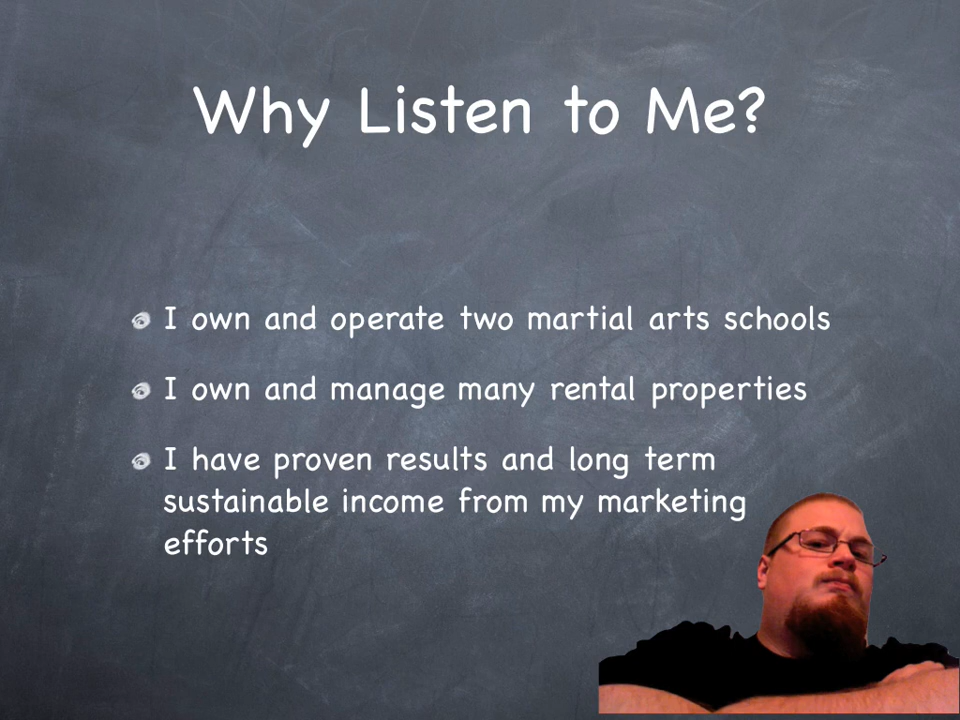 Why Listen to Me?
I own and operate two martial arts schools
I own and manage many rental properties
I have proven results and long term
sustainable income from my marketing
efforts